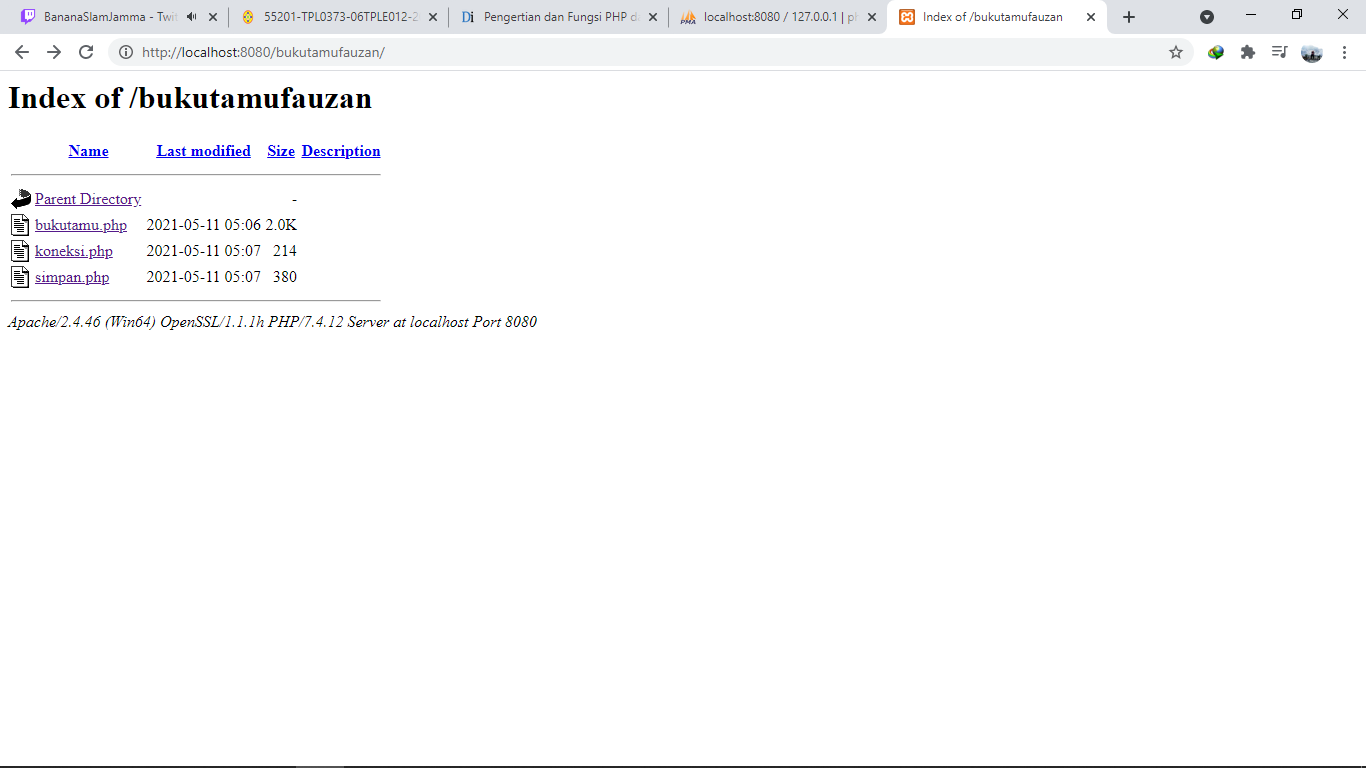 BananaSlamJamma - Twit
55201-TPL0373-06TPLE012-2
Di Pengertian dan Fungsi PHP d
PMA localhost:8080 / 127.0.0.1 | ph
Index of /bukutamufauzan
http://localhost:8080/bukutamufauzan/
Index of /bukutamufauzan
Name Last modified Size Description
Parent Directory -
bukutamu.php 2021-05-11 05:06 2.0K
koneksi.php 2021-05-11 05:07 214
simpan.php 2021-05-11 05:07 380
Apache/2.4.46 (Win64) OpenSSL/1.1.1h PHP/7.4.12 Server at localhost Port 8080